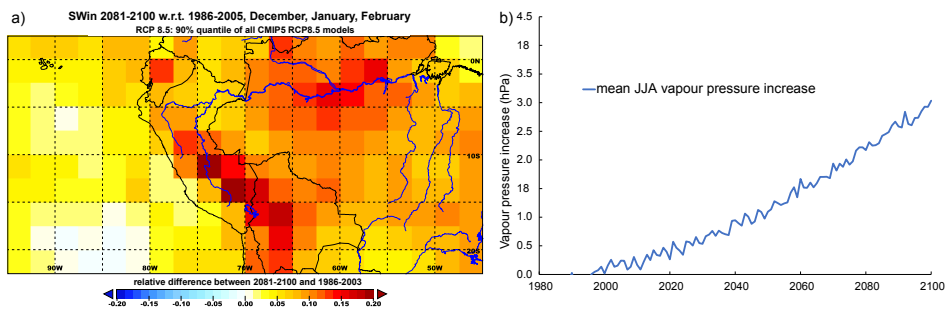 a)
SWin 2081-2100 w.r.t. 1986-2005, December, January, February
RCP 8.5: 90% quantile of all CMIP5 RCP8.5 models
0N
10S
20S
90W 80W 70W 60W 50W
relative difference between 2081-2100 and 1986-2003
-0.20 -0.15 -0.10 -0.05 0.00 0.05 0.10 0.15 0.20
b)
Vapour pressure increase (hPa)
4.5
18
3.5
3.0
2.5
1.8
1.0
0.5
0.0
mean JJA vapour pressure increase
1980 2000 2020 2040 2060 2080 2100